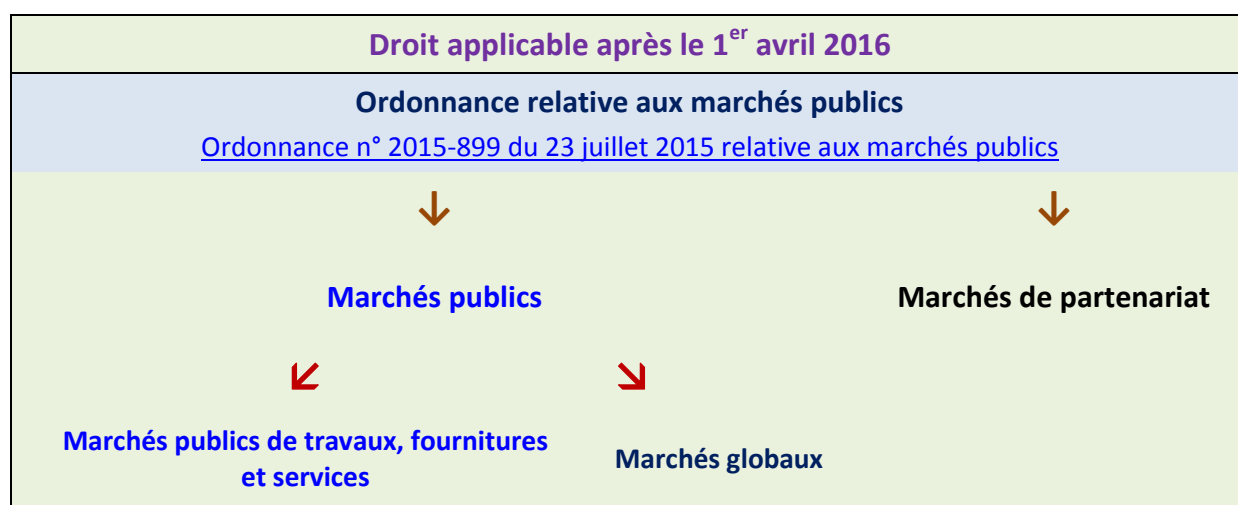 Droit applicable après le 1er avril 2016
Ordonnance relative aux marchés publics
Ordonnance n° 2015-899 du 23 juillet 2015 relative aux marchés publics
Marchés publics
Marchés de partenariat
Marchés publics de travaux, fournitures
et services
Marchés globaux